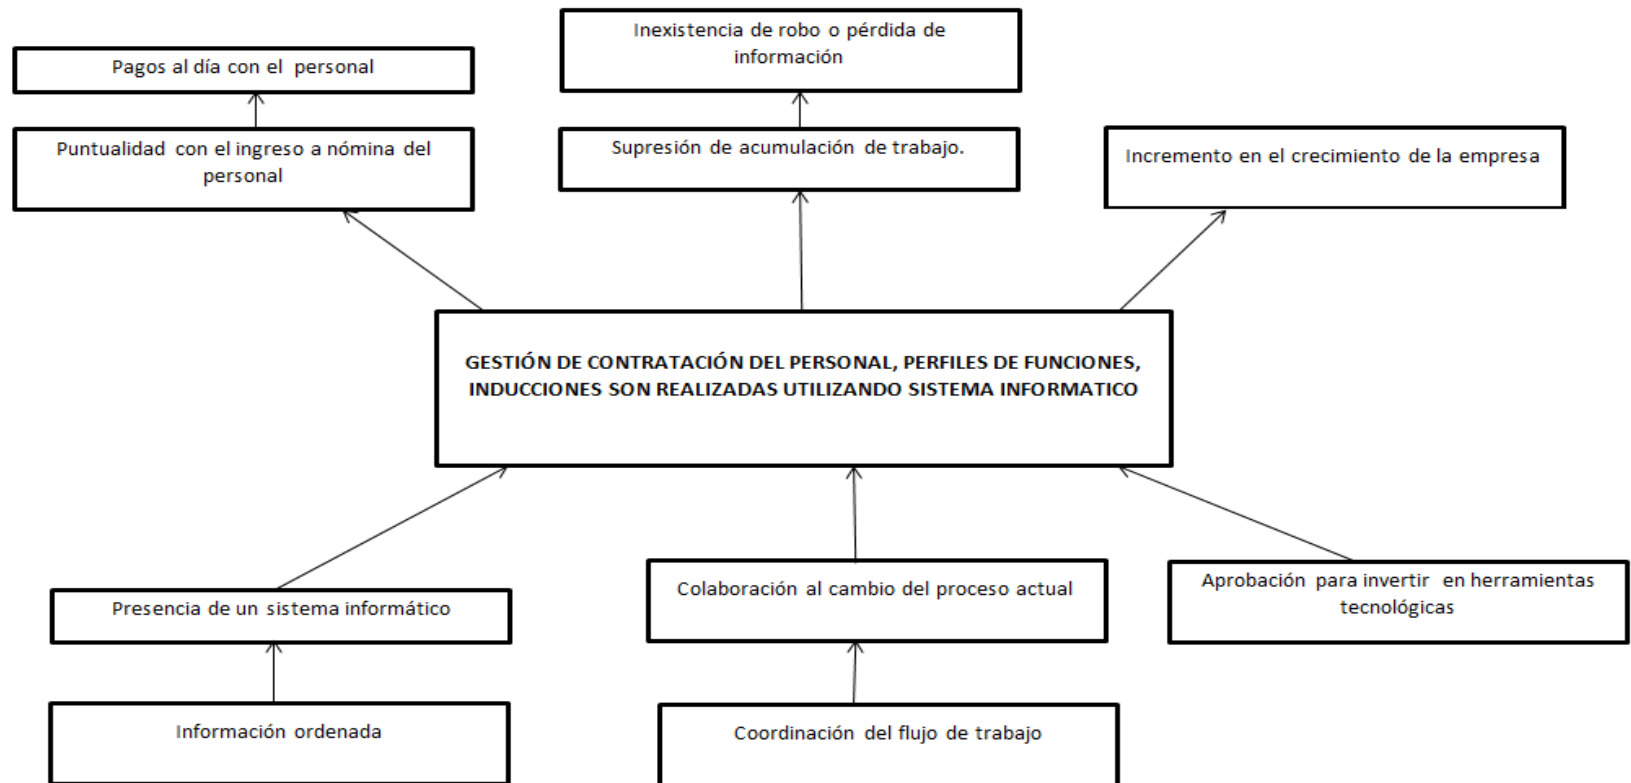 Inexistencia de robo o pérdida de
información
Pagos al día con el personal
Puntualidad con el ingreso a nómina del
personal
Supresión de acumulación de trabajo.
Incremento en el crecimiento de la empresa
GESTIÓN DE CONTRATACIÓN DEL PERSONAL, PERFILES DE FUNCIONES,
INDUCCIONES SON REALIZADAS UTILIZANDO SISTEMA INFORMATICO
Presencia de un sistema informático
Colaboración al cambio del proceso actual
Aprobación para invertir en herramientas
tecnológicas
Información ordenada
Coordinación del flujo de trabajo